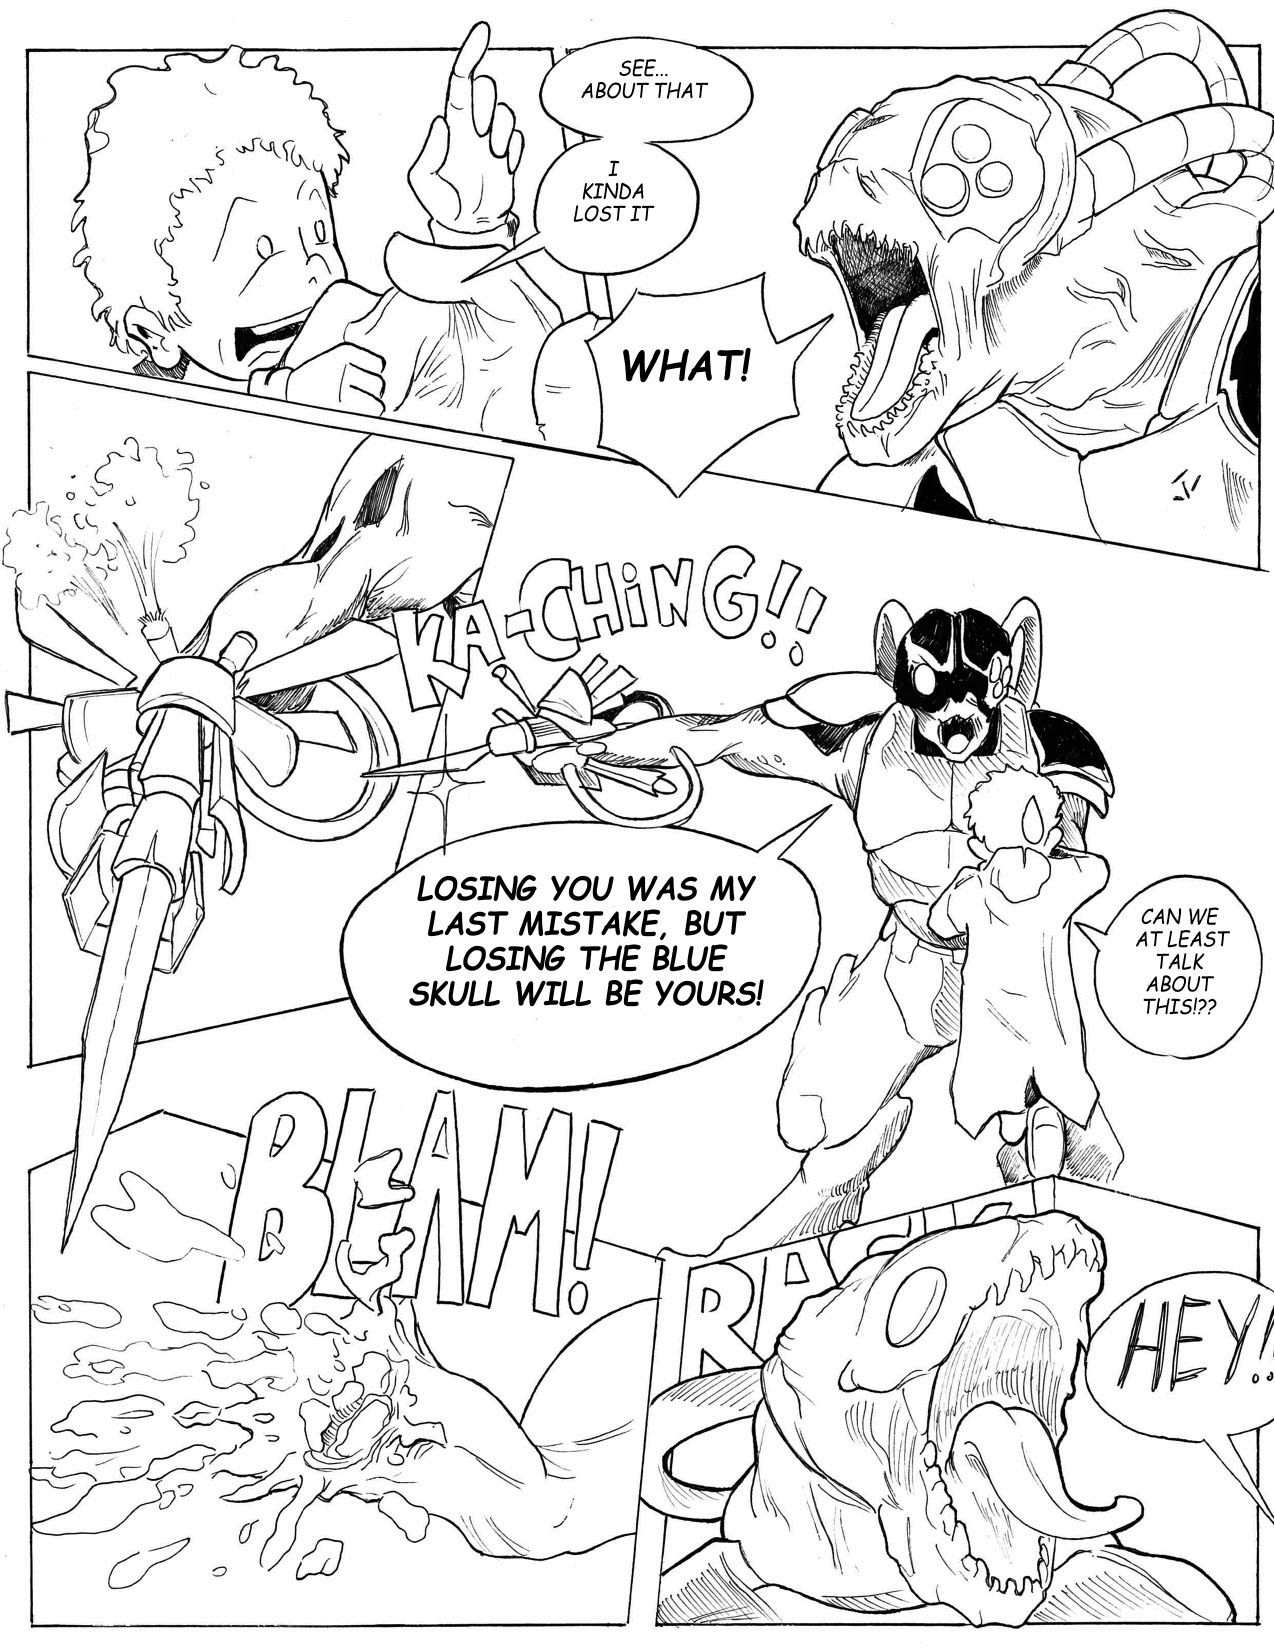 SEE...
ABOUT THAT
I
KINDA
LOST IT
WHAT!
KA-CHiNG!!
LOSING YOU WAS MY
LAST MISTAKE, BUT
LOSING THE BLUE
SKULL WILL BE YOURS!
CAN WE
AT LEAST
TALK
ABOUT
THIS!??
BLAM!
HEY!!